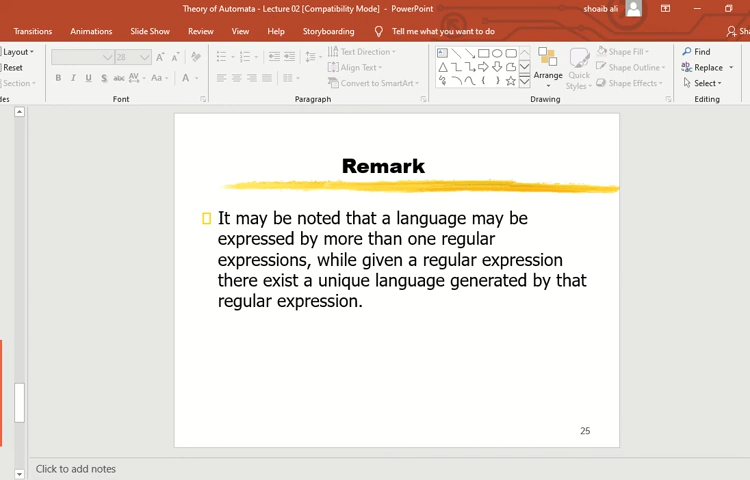 Theory of Automata - Lecture 02 [Compatibility Mode] - PowerPoint
shoaib ali
Transitions Animations Slide Show Review View Help Storyboarding Tell me what you want to do
Layout
Reset
Section
28
B I U S abc AV Aa A
Font
Text Direction
Align Text
Convert to SmartArt
Paragraph
Arrange
Quick Styles
Shape Fill
Shape Outline
Shape Effects
Drawing
Find
Replace
Select
Editing
Remark
It may be noted that a language may be
expressed by more than one regular
expressions, while given a regular expression
there exist a unique language generated by that
regular expression.
25
Click to add notes